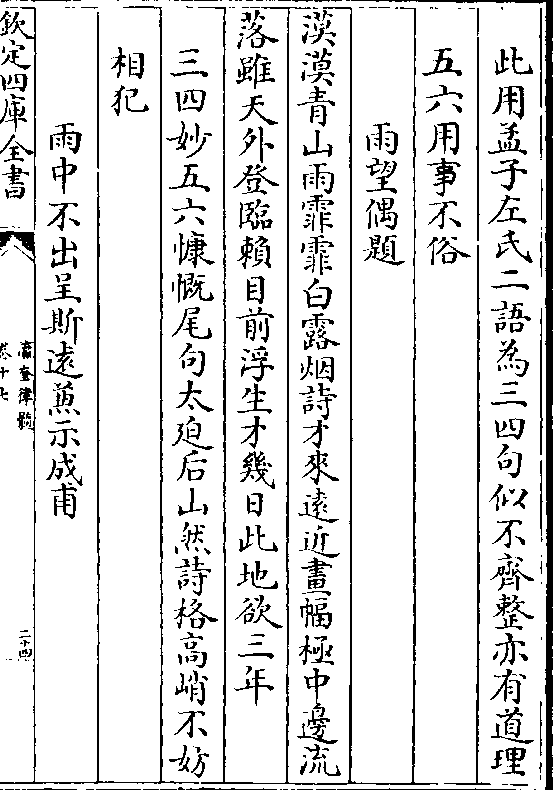 此用孟子左氏二語為三四句似不齊整亦有道理
五六用事不俗
雨望偶題
漠漠青山雨霏霏白露烟詩才來遠近畫幅極中邊流
落雖天外登臨賴目前浮生才幾日此地欲三年
三四妙五六慷慨尾句太迫后山然詩格高峭不妨
相犯
雨中不出呈斯遠兼示成甫
欽定四庫全書
瀛奎律髓
卷十七
二十四